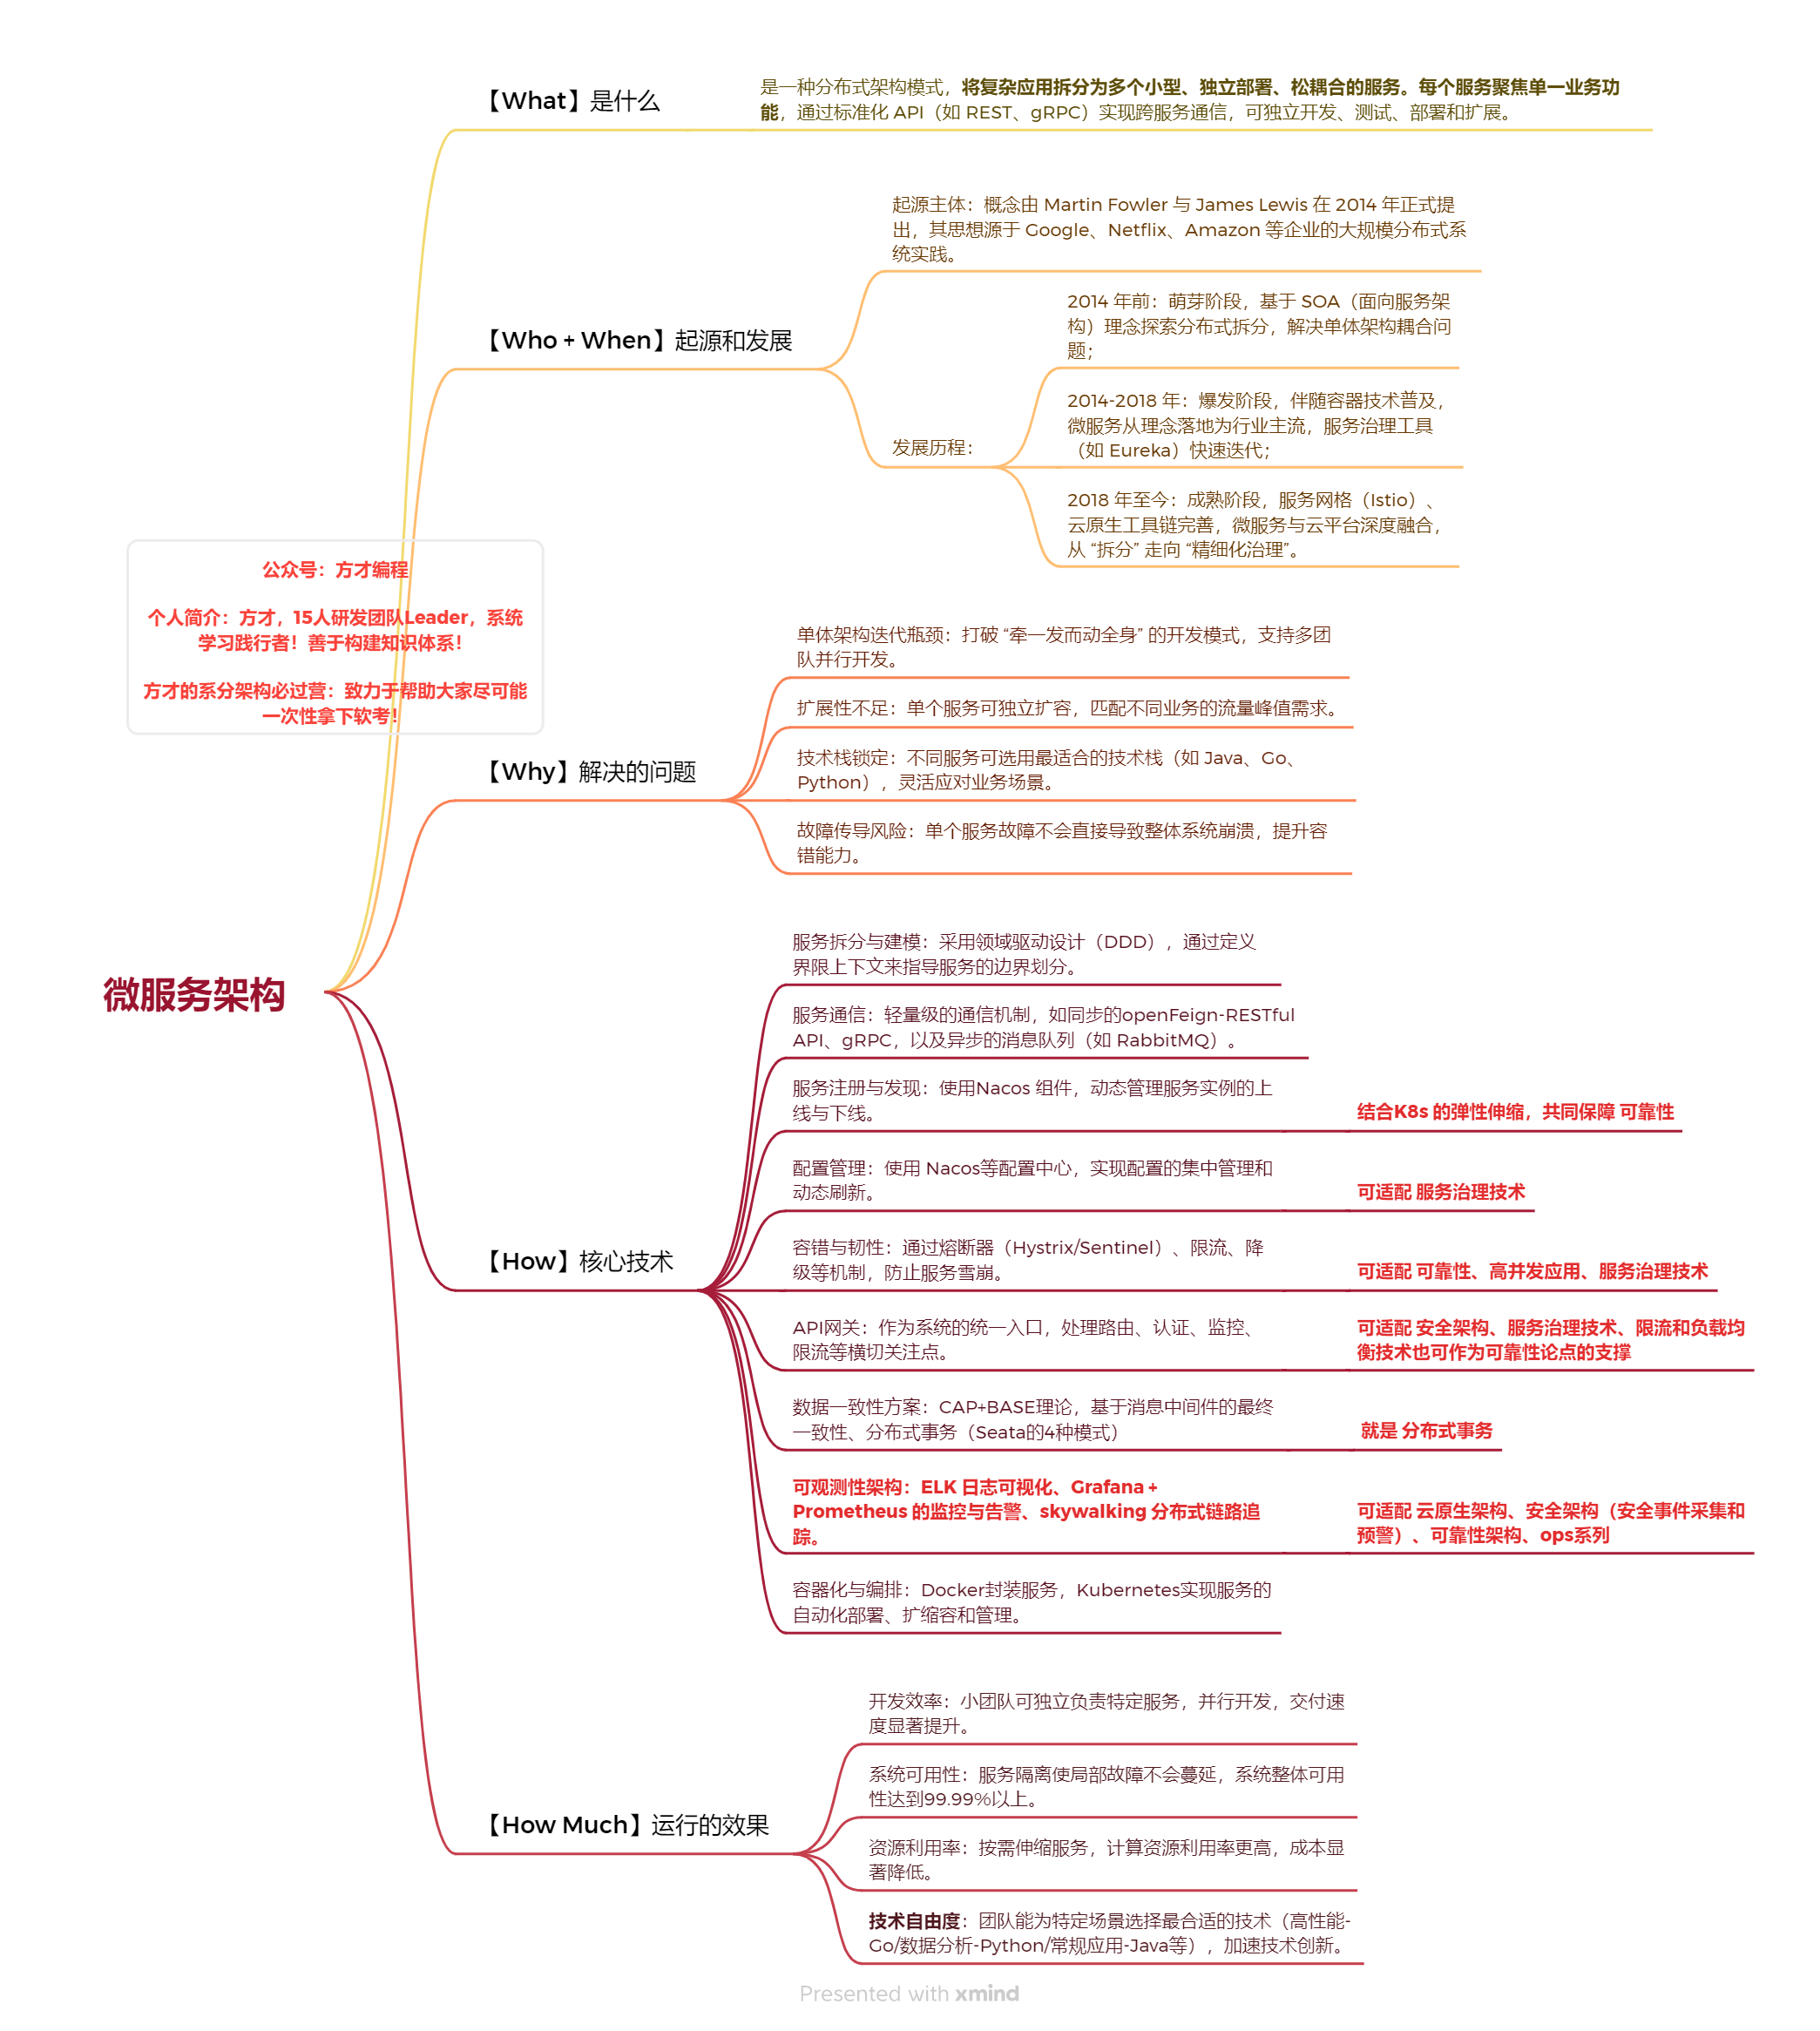 【What】是什么
是一种分布式架构模式，将复杂应用拆分为多个小型、独立部署、松耦合的服务。每个服务聚焦单一业务功
能，通过标准化 API（如 REST、gRPC）实现跨服务通信，可独立开发、测试、部署和扩展。
【Who + When】起源和发展
起源主体：概念由 Martin Fowler 与 James Lewis 在 2014 年正式提
出，其思想源于 Google、Netflix、Amazon 等企业的大规模分布式系
统实践。
发展历程：
2014 年前：萌芽阶段，基于 SOA（面向服务架
构）理念探索分布式拆分，解决单体架构耦合问
题；
2014-2018 年：爆发阶段，伴随容器技术普及，
微服务从理念落地为行业主流，服务治理工具
（如 Eureka）快速迭代；
2018 年至今：成熟阶段，服务网格（Istio）、
云原生工具链完善，微服务与云平台深度融合，
从 “拆分” 走向 “精细化治理”。
公众号：方才编程
个人简介：方才，15人研发团队Leader，系统
学习践行者！善于构建知识体系！
方才的系分架构必过营：致力于帮助大家尽可能
一次性拿下软考！
【Why】解决的问题
单体架构迭代瓶颈：打破 “牵一发而动全身” 的开发模式，支持多团
队并行开发。
扩展性不足：单个服务可独立扩容，匹配不同业务的流量峰值需求。
技术栈锁定：不同服务可选用最适合的技术栈（如 Java、Go、
Python），灵活应对业务场景。
故障传导风险：单个服务故障不会直接导致整体系统崩溃，提升容
错能力。
微服务架构
【How】核心技术
服务拆分与建模：采用领域驱动设计（DDD），通过定义
界限上下文来指导服务的边界划分。
服务通信：轻量级的通信机制，如同步的openFeign-RESTful
API、gRPC，以及异步的消息队列（如 RabbitMQ）。
服务注册与发现：使用Nacos 组件，动态管理服务实例的上
线与下线。
结合K8s 的弹性伸缩，共同保障 可靠性
配置管理：使用 Nacos等配置中心，实现配置的集中管理和
动态刷新。
可适配 服务治理技术
容错与韧性：通过熔断器（Hystrix/Sentinel）、限流、降
级等机制，防止服务雪崩。
可适配 可靠性、高并发应用、服务治理技术
API网关：作为系统的统一入口，处理路由、认证、监控、
限流等横切关注点。
可适配 安全架构、服务治理技术、限流和负载均
衡技术也可作为可靠性论点的支撑
数据一致性方案：CAP+BASE理论，基于消息中间件的最终
一致性、分布式事务（Seata的4种模式）
就是 分布式事务
可观测性架构：ELK 日志可视化、Grafana +
Prometheus 的监控与告警、skywalking 分布式链路追
踪。
可适配 云原生架构、安全架构（安全事件采集和
预警）、可靠性架构、ops系列
容器化与编排：Docker封装服务，Kubernetes实现服务的
自动化部署、扩缩容和管理。
【How Much】运行的效果
开发效率：小团队可独立负责特定服务，并行开发，交付速
度显著提升。
系统可用性：服务隔离使局部故障不会蔓延，系统整体可用
性达到99.99%以上。
资源利用率：按需伸缩服务，计算资源利用率更高，成本显
著降低。
技术自由度：团队能为特定场景选择最合适的技术（高性能-
Go/数据分析-Python/常规应用-Java等），加速技术创新。
Presented with xmind